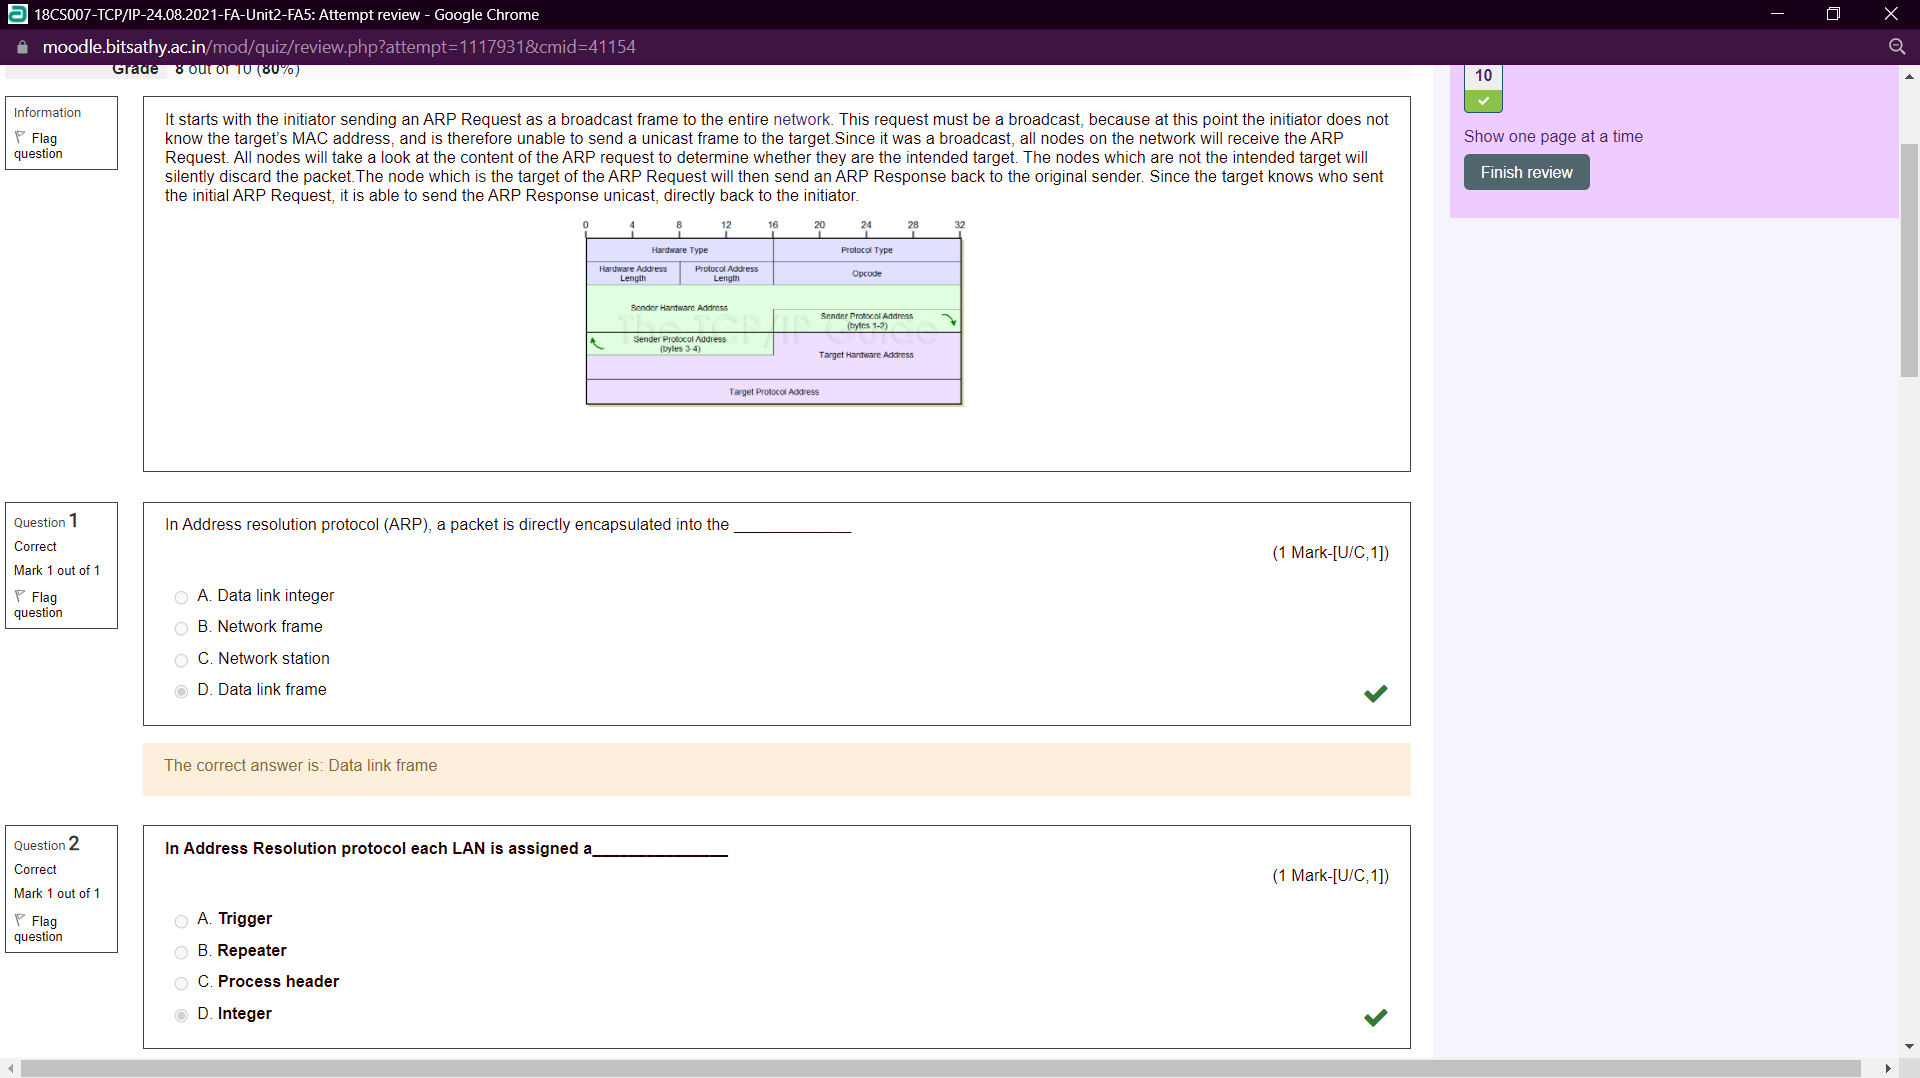 18CS007-TCP/IP-24.08.2021-FA-Unit2-FA5: Attempt review - Google Chrome
moodle.bitsathy.ac.in/mod/quiz/review.php?attempt=1117931&cmid=41154
Grade 8 out of 10 (80%)
Information
Flag
question
It starts with the initiator sending an ARP Request as a broadcast frame to the entire network. This request must be a broadcast, because at this point the initiator does not
know the target's MAC address, and is therefore unable to send a unicast frame to the target.Since it was a broadcast, all nodes on the network will receive the ARP
Request. All nodes will take a look at the content of the ARP request to determine whether they are the intended target. The nodes which are not the intended target will
silently discard the packet.The node which is the target of the ARP Request will then send an ARP Response back to the original sender. Since the target knows who sent
the initial ARP Request, it is able to send the ARP Response unicast, directly back to the initiator.
0 4 8 12 16 20 24 28 32
Hardware Type
Protocol Type
Hardware Address
Length
Protocol Address
Length
Opcode
Sender Hardware Address
Sender Protocol Address
(bytes 1-2)
The TCP/IP Guide
Sender Protocol Address
(bytes 3-4)
Target Hardware Address
Target Protocol Address
10
Show one page at a time
Finish review
Question 1
Correct
Mark 1 out of 1
Flag
question
In Address resolution protocol (ARP), a packet is directly encapsulated into the _____________
(1 Mark-[U/C,1])
A. Data link integer
B. Network frame
C. Network station
D. Data link frame
The correct answer is: Data link frame
Question 2
Correct
Mark 1 out of 1
Flag
question
In Address Resolution protocol each LAN is assigned a_______________
(1 Mark-[U/C,1])
A. Trigger
B. Repeater
C. Process header
D. Integer